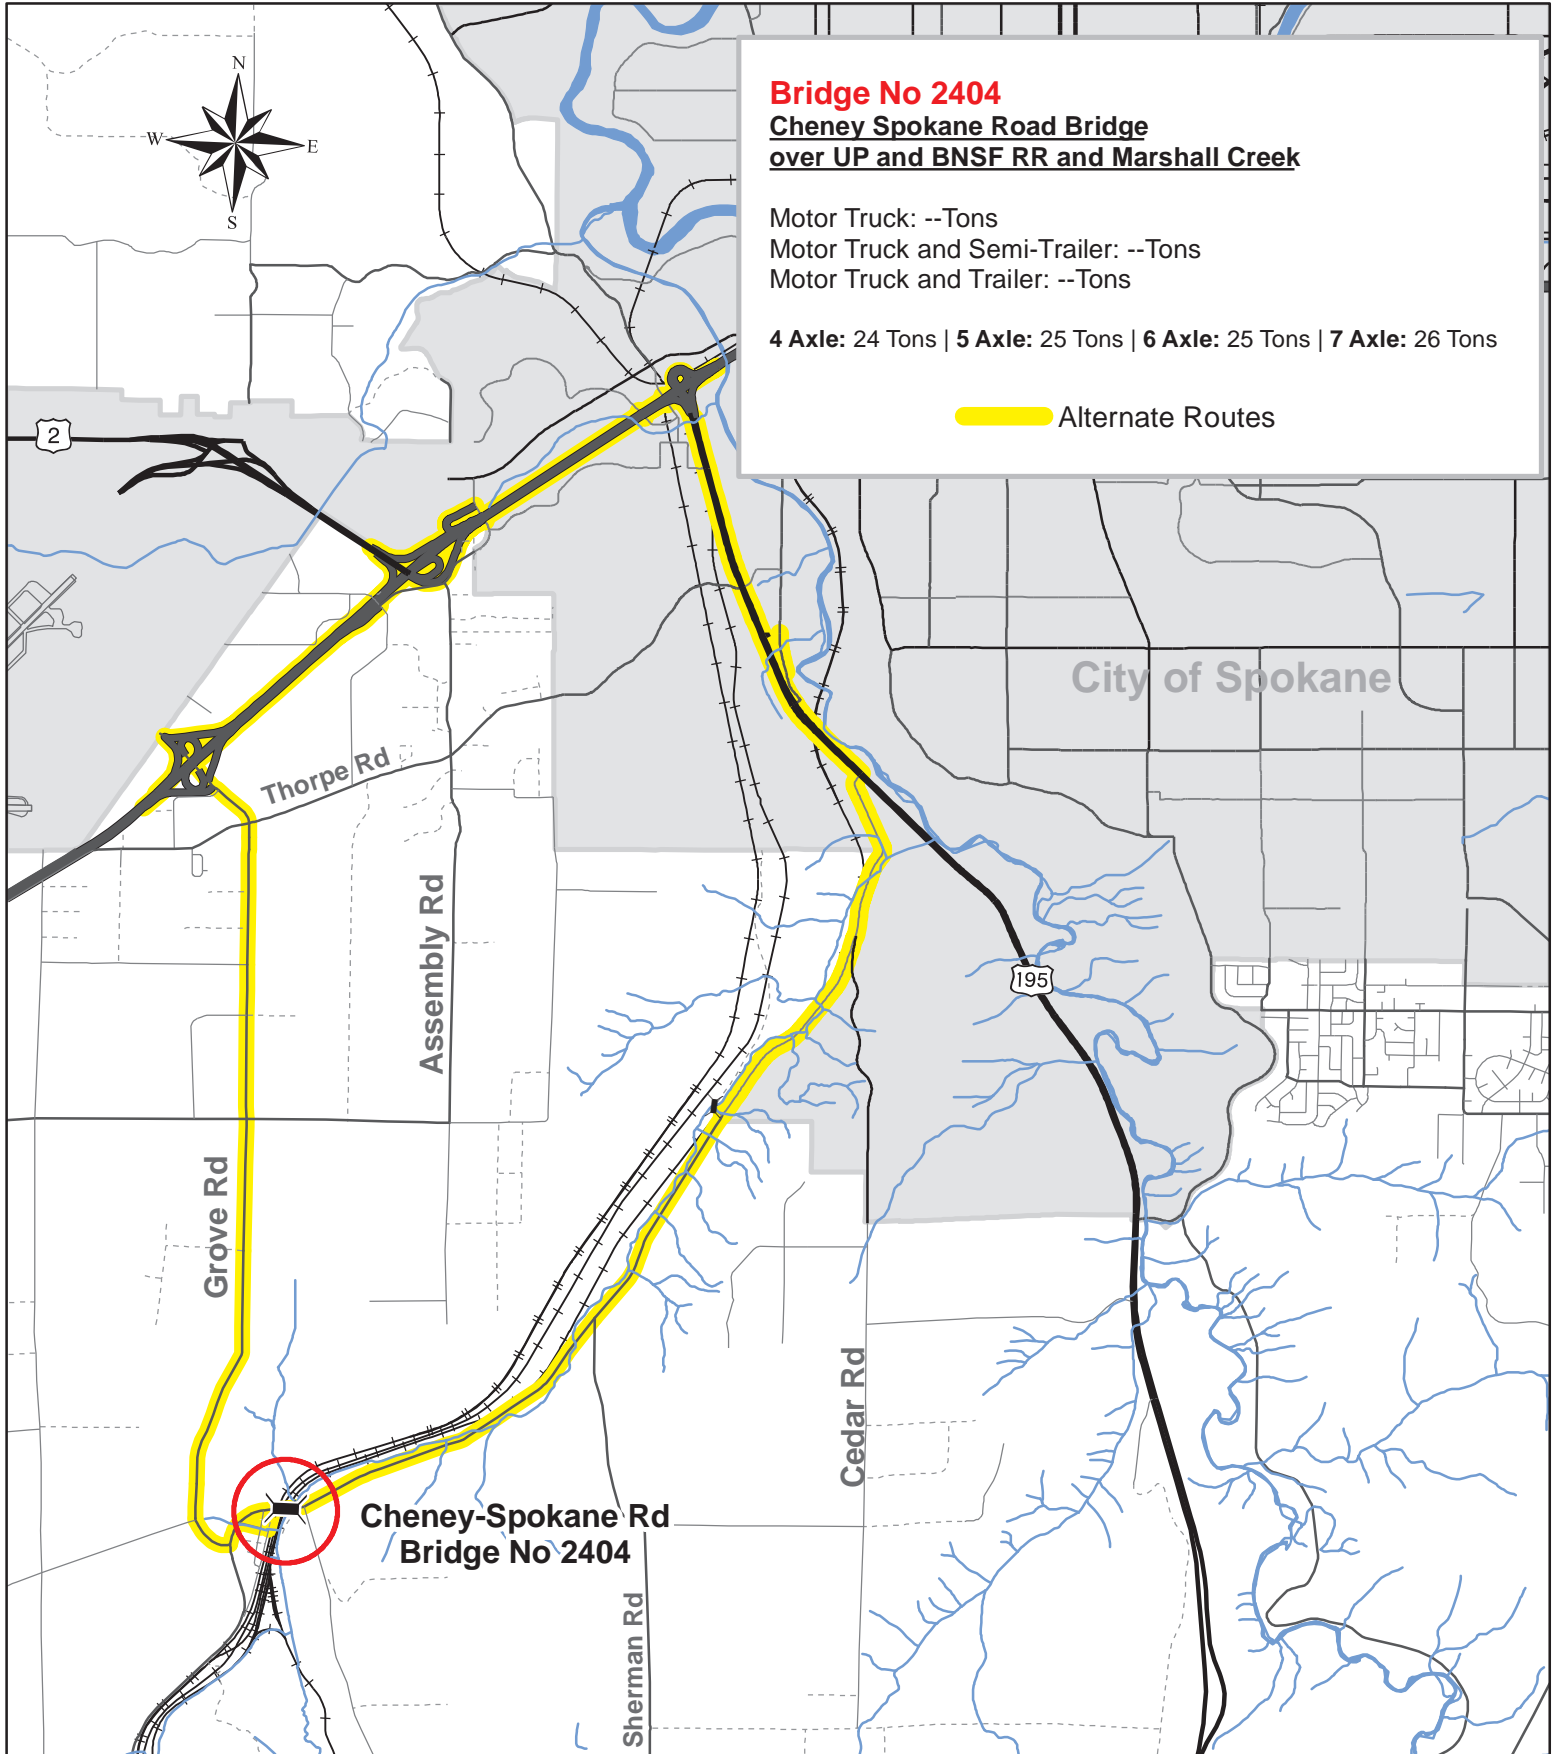 N
W
E
S
Bridge No 2404
Cheney Spokane Road Bridge
over UP and BNSF RR and Marshall Creek
Motor Truck: --Tons
Motor Truck and Semi-Trailer: --Tons
Motor Truck and Trailer: --Tons
4 Axle: 24 Tons | 5 Axle: 25 Tons | 6 Axle: 25 Tons | 7 Axle: 26 Tons
Alternate Routes
2
City of Spokane
Thorpe Rd
Assembly Rd
195
Grove Rd
Cedar Rd
Cheney-Spokane Rd
Bridge No 2404
Sherman Rd